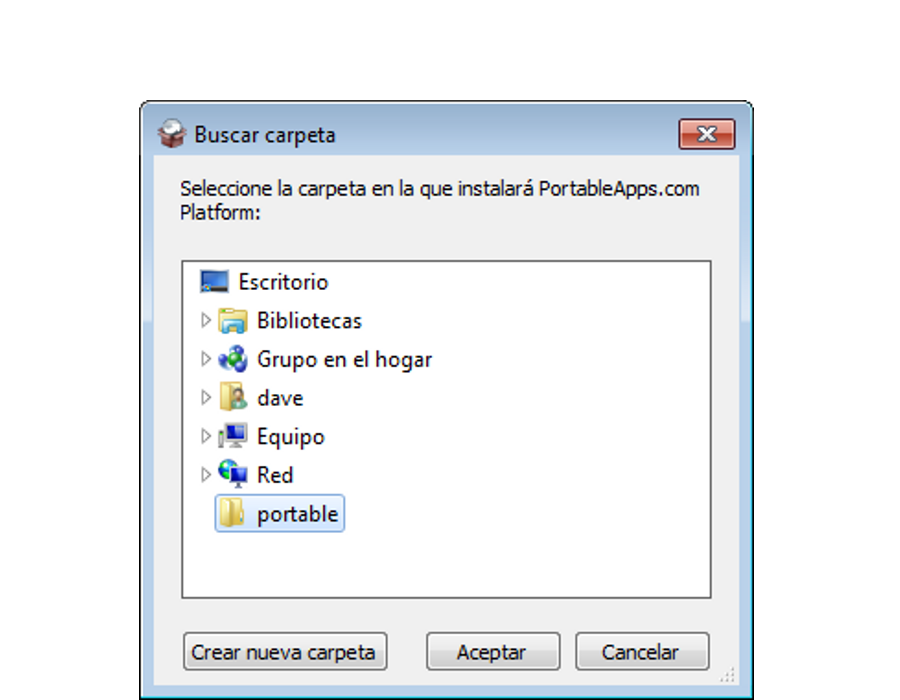 Buscar carpeta
Seleccione la carpeta en la que instalará PortableApps.com
Platform:
Escritorio
Bibliotecas
Grupo en el hogar
dave
Equipo
Red
portable
Crear nueva carpeta Aceptar Cancelar